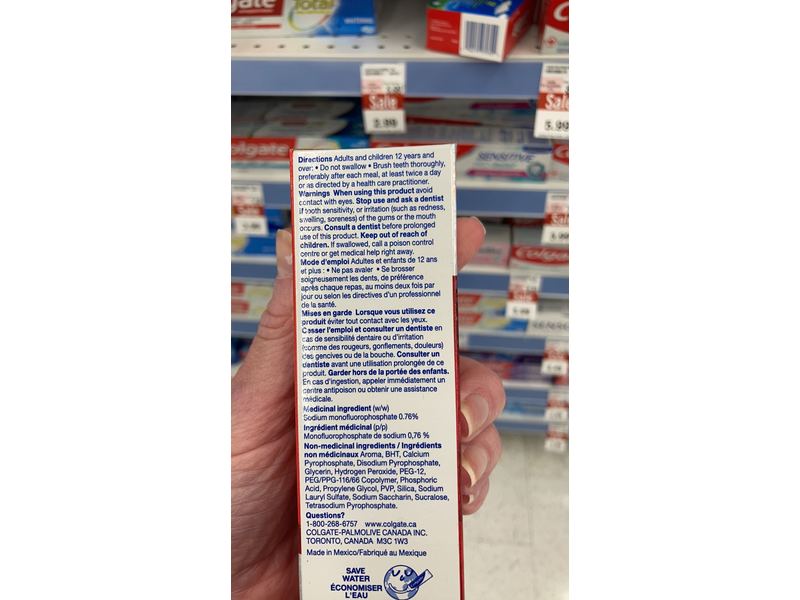 Total
Sale
5.99
Sale
5.99
Colgate
SENSITIVE
Directions Adults and children 12 years and
over: • Do not swallow • Brush teeth thoroughly,
preferably after each meal, at least twice a day
or as directed by a health care practitioner.
Warnings When using this product avoid
contact with eyes. Stop use and ask a dentist
if tooth sensitivity, or irritation (such as redness,
swelling, soreness) of the gums or the mouth
occurs. Consult a dentist before prolonged
use of this product. Keep out of reach of
children. If swallowed, call a poison control
centre or get medical help right away.
Mode d'emploi Adultes et enfants de 12 ans
et plus : • Ne pas avaler • Se brosser
soigneusement les dents, de préférence
après chaque repas, au moins deux fois par
jour ou selon les directives d'un professionnel
de la santé.
Mises en garde Lorsque vous utilisez ce
produit éviter tout contact avec les yeux.
Cesser l'emploi et consulter un dentiste en
cas de sensibilité dentaire ou d'irritation
(comme des rougeurs, gonflements, douleurs)
des gencives ou de la bouche. Consulter un
dentiste avant une utilisation prolongée de ce
produit. Garder hors de la portée des enfants.
En cas d'ingestion, appeler immédiatement un
centre antipoison ou obtenir une assistance
médicale.
Medicinal ingredient (w/w)
Sodium monofluorophosphate 0.76%
Ingrédient médicinal (p/p)
Monofluorophosphate de sodium 0,76 %
Non-medicinal ingredients / Ingrédients
non médicinaux Aroma, BHT, Calcium
Pyrophosphate, Disodium Pyrophosphate,
Glycerin, Hydrogen Peroxide, PEG-12,
PEG/PPG-116/66 Copolymer, Phosphoric
Acid, Propylene Glycol, PVP, Silica, Sodium
Lauryl Sulfate, Sodium Saccharin, Sucralose,
Tetrasodium Pyrophosphate.
Questions?
1-800-268-6757 www.colgate.ca
COLGATE-PALMOLIVE CANADA INC.
TORONTO, CANADA M3C 1W3
Made in Mexico/Fabriqué au Mexique
SAVE
WATER
ÉCONOMISER
L'EAU